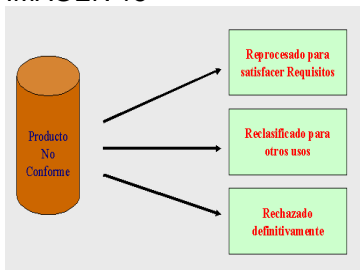 Producto
No
Conforme
Reprocesado para
satisfacer Requisitos
Reclasificado para
otros usos
Rechazado
definitivamente